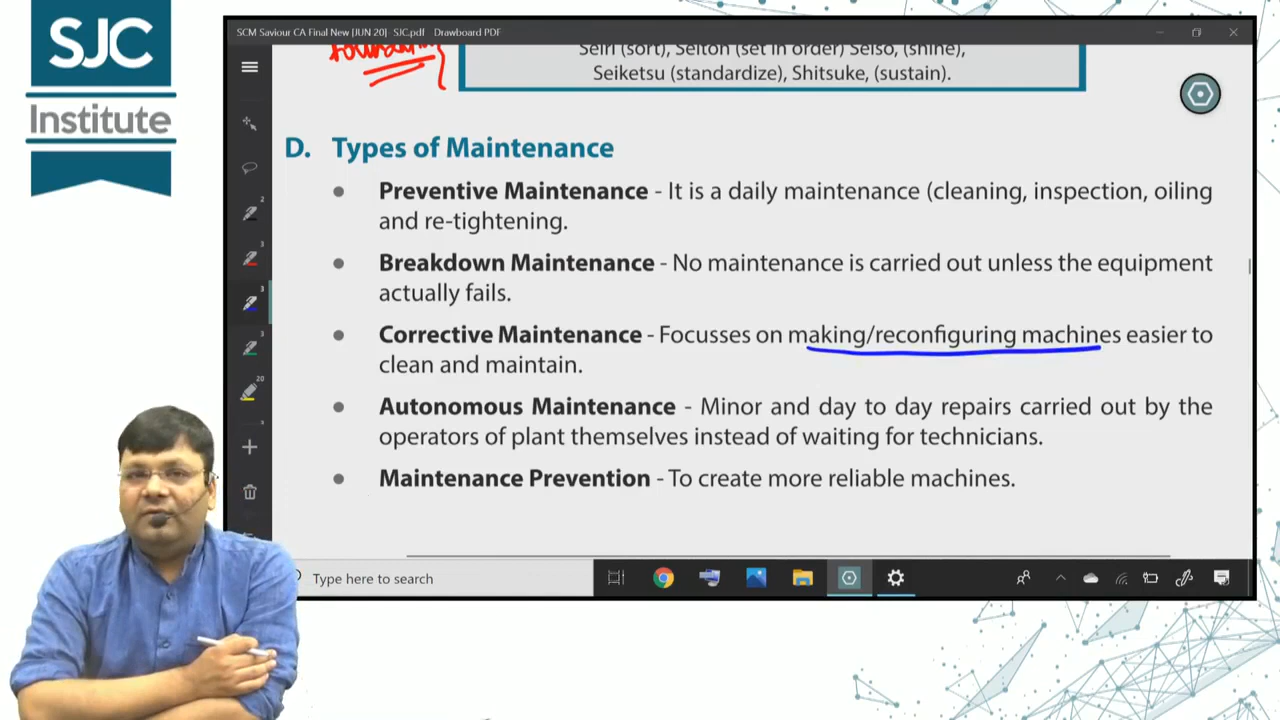 SJC
Institute
SCM Saviour CA Final New [JUN 20] SJC.pdf Drawboard PDF
Seiri (sort), Seiton (set in order) Seiso, (shine),
Seiketsu (standardize), Shitsuke, (sustain).
D. Types of Maintenance
Preventive Maintenance - It is a daily maintenance (cleaning, inspection, oiling
and re-tightening.
Breakdown Maintenance - No maintenance is carried out unless the equipment
actually fails.
Corrective Maintenance - Focusses on making/reconfiguring machines easier to
clean and maintain.
Autonomous Maintenance - Minor and day to day repairs carried out by the
operators of plant themselves instead of waiting for technicians.
Maintenance Prevention - To create more reliable machines.
2
3
3
3
20
Type here to search